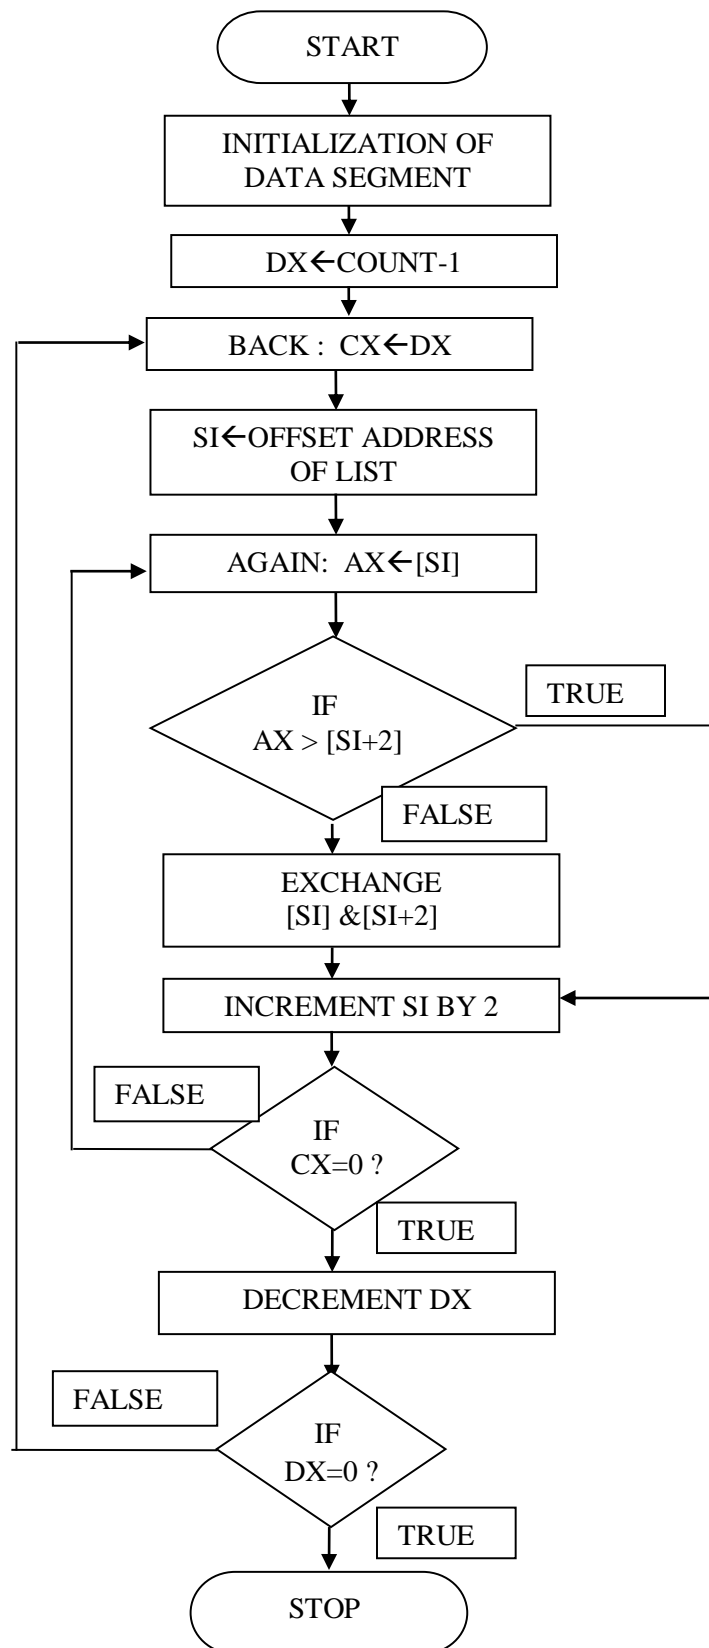 START
INITIALIZATION OF
DATA SEGMENT
DX←COUNT-1
BACK : CX←DX
SI←OFFSET ADDRESS
OF LIST
AGAIN: AX←[SI]
IF
AX > [SI+2]
TRUE
FALSE
EXCHANGE
[SI] &[SI+2]
INCREMENT SI BY 2
FALSE
IF
CX=0 ?
TRUE
DECREMENT DX
FALSE
IF
DX=0 ?
TRUE
STOP